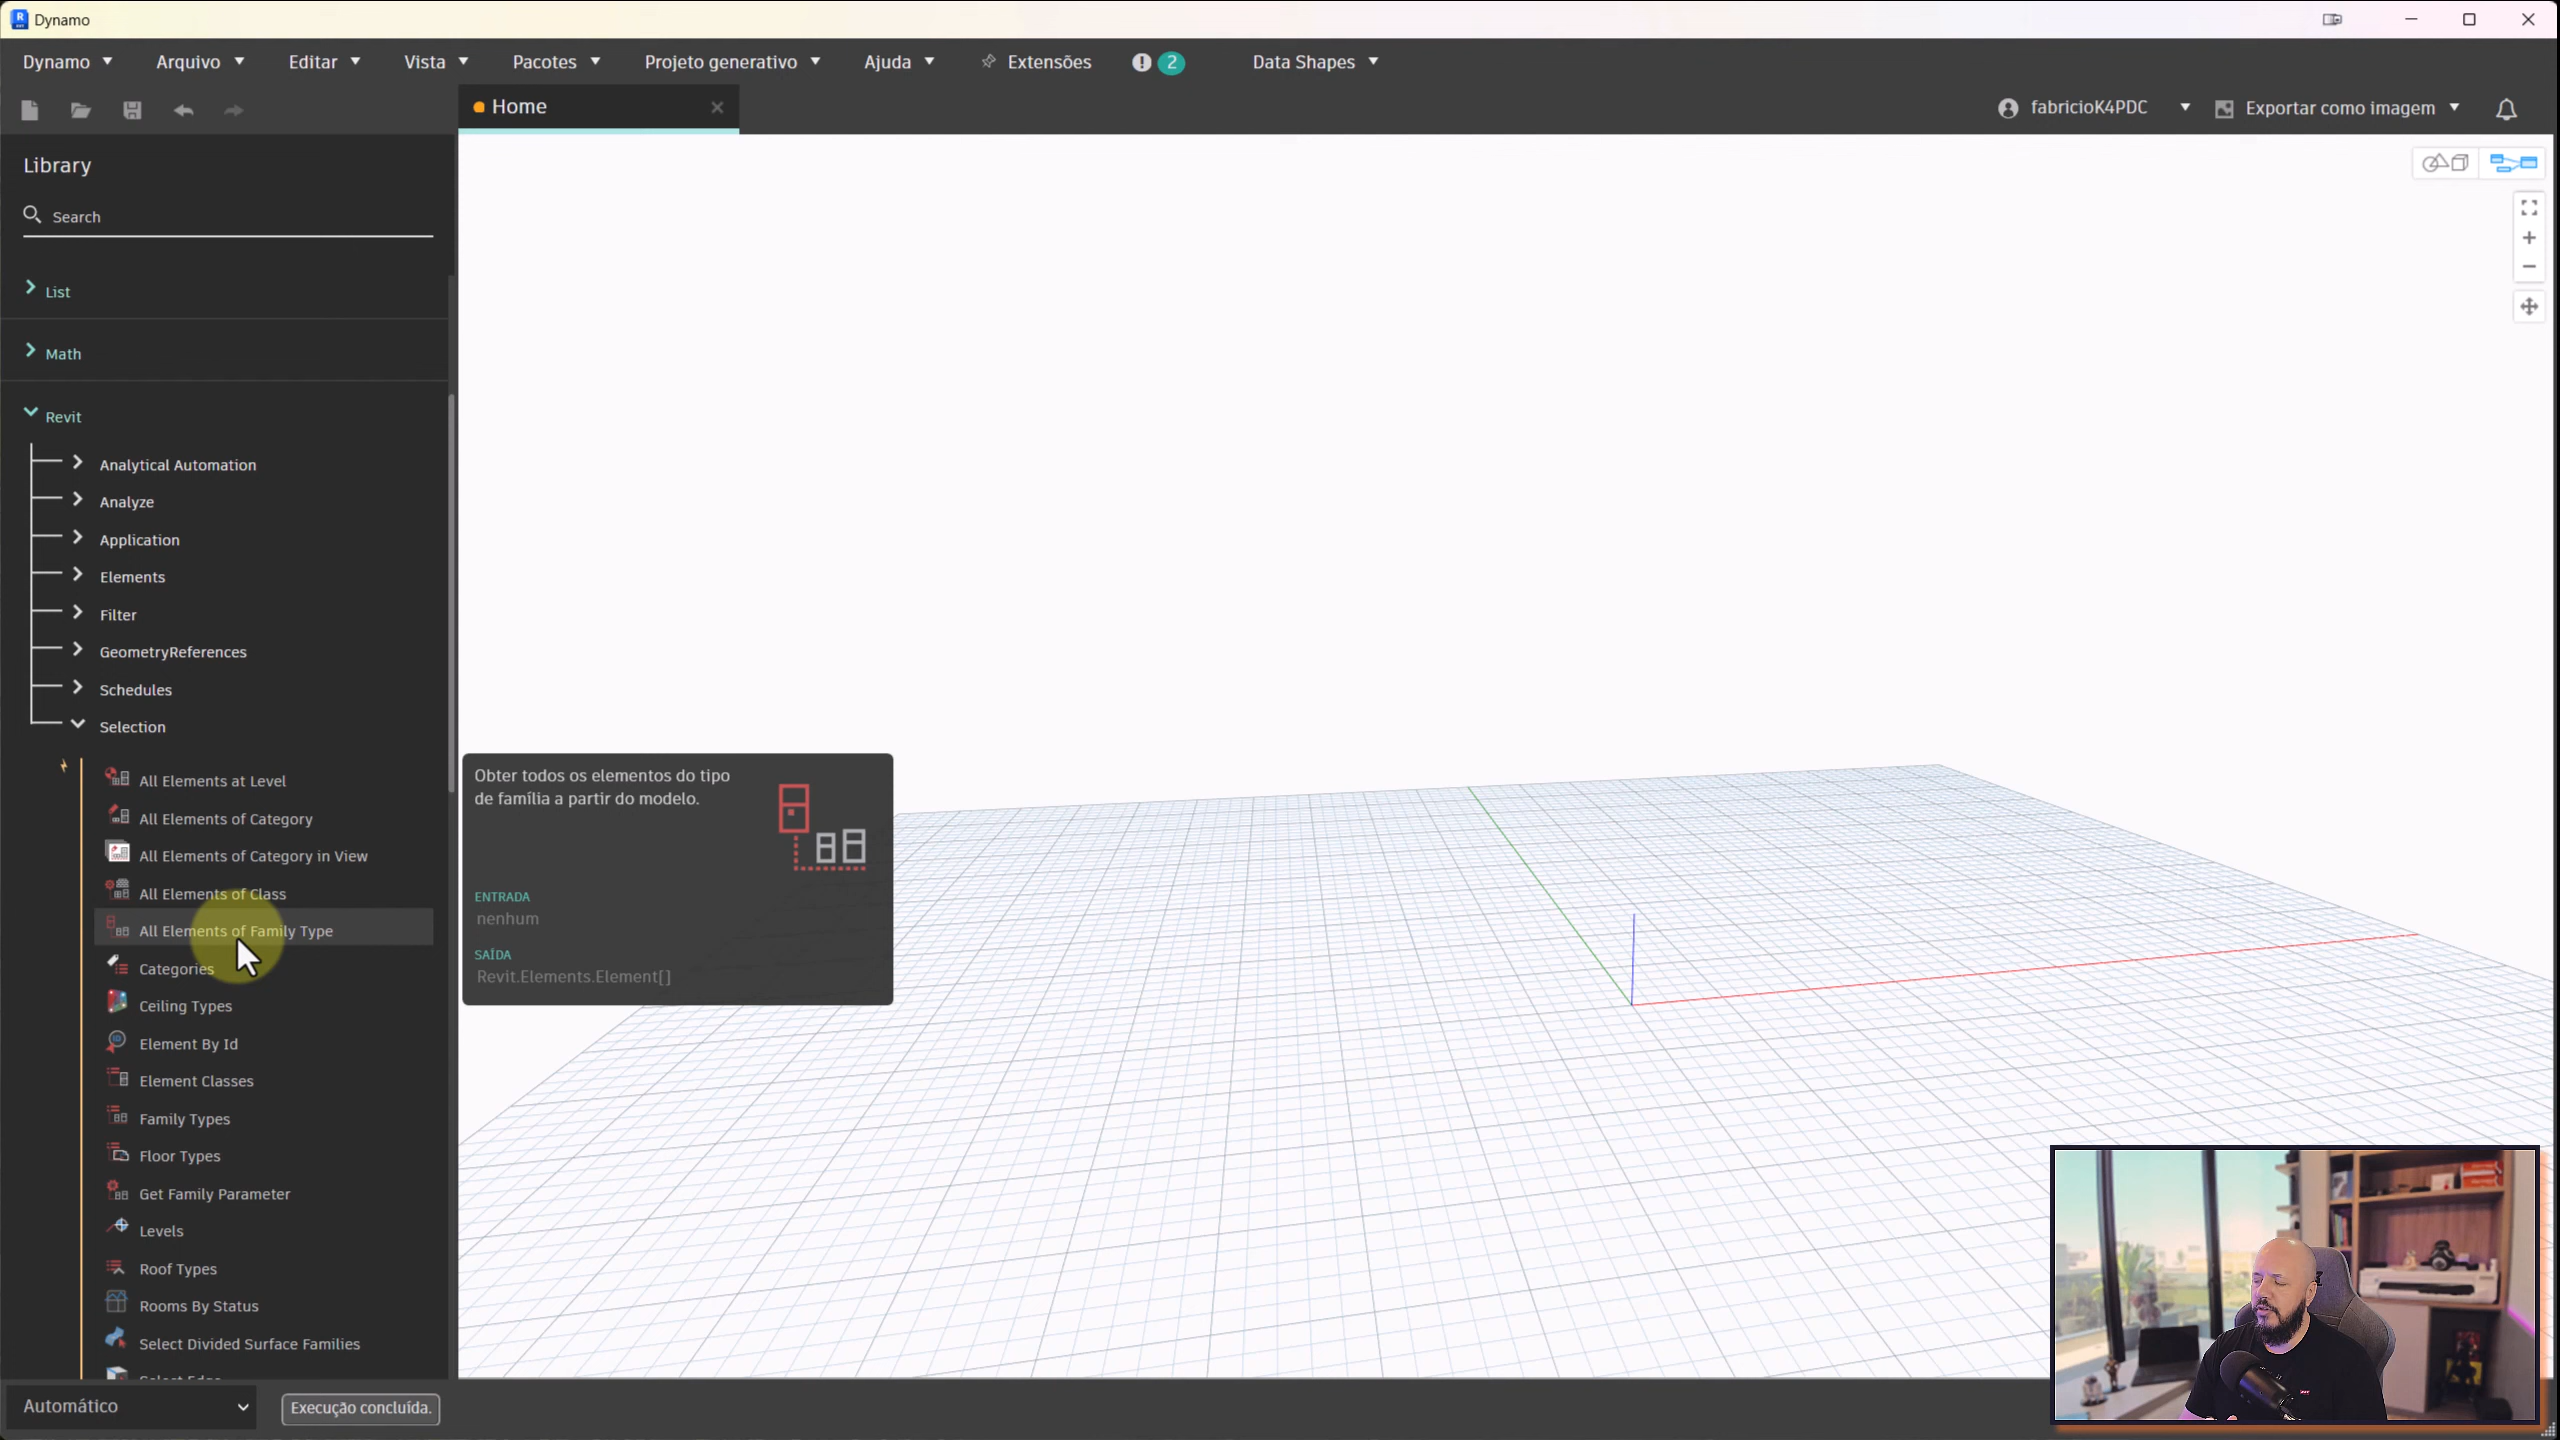 Dynamo
Dynamo
Arquivo
Editar
Vista
Pacotes
Projeto generativo
Ajuda
Extensões
2
Data Shapes
Home
fabricioK4PDC
Exportar como imagem
Library
Search
List
Math
Revit
Analytical Automation
Analyze
Application
Elements
Filter
GeometryReferences
Schedules
Selection
All Elements at Level
All Elements of Category
All Elements of Category in View
All Elements of Class
All Elements of Family Type
Categories
Ceiling Types
Element By Id
Element Classes
Family Types
Floor Types
Get Family Parameter
Levels
Roof Types
Rooms By Status
Select Divided Surface Families
Select Edge
Obter todos os elementos do tipo
de família a partir do modelo.
ENTRADA
nenhum
SAÍDA
Revit.Elements.Element[]
Automático
Execução concluída.